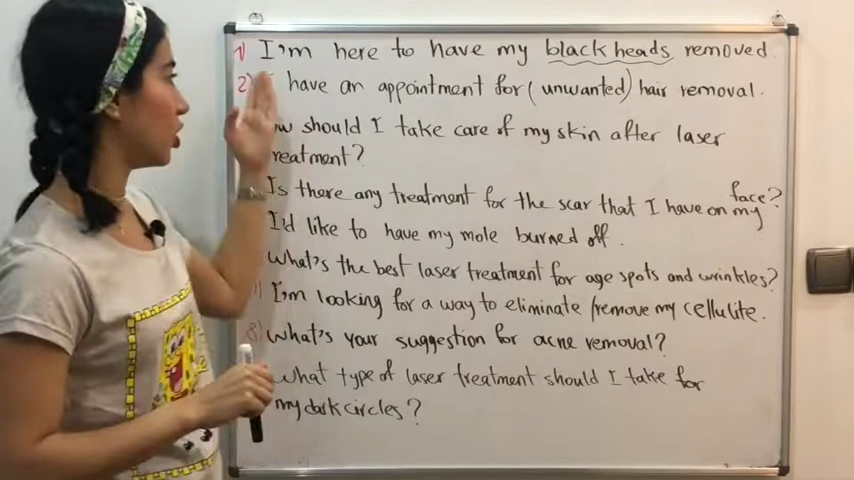 1) I'm here to have my blackheads removed
2) I have an appointment for (unwanted) hair removal.
should I take care of my skin after laser
reatment?
Is there any treatment for the scar that I have on my face?
I'd like to have my mole burned off.
What's the best laser treatment for age spots and wrinkles?
I'm looking for a way to eliminate /remove my cellulite.
8) What's your suggestion for acne removal?
What type of laser treatment should I take for
my dark circles?